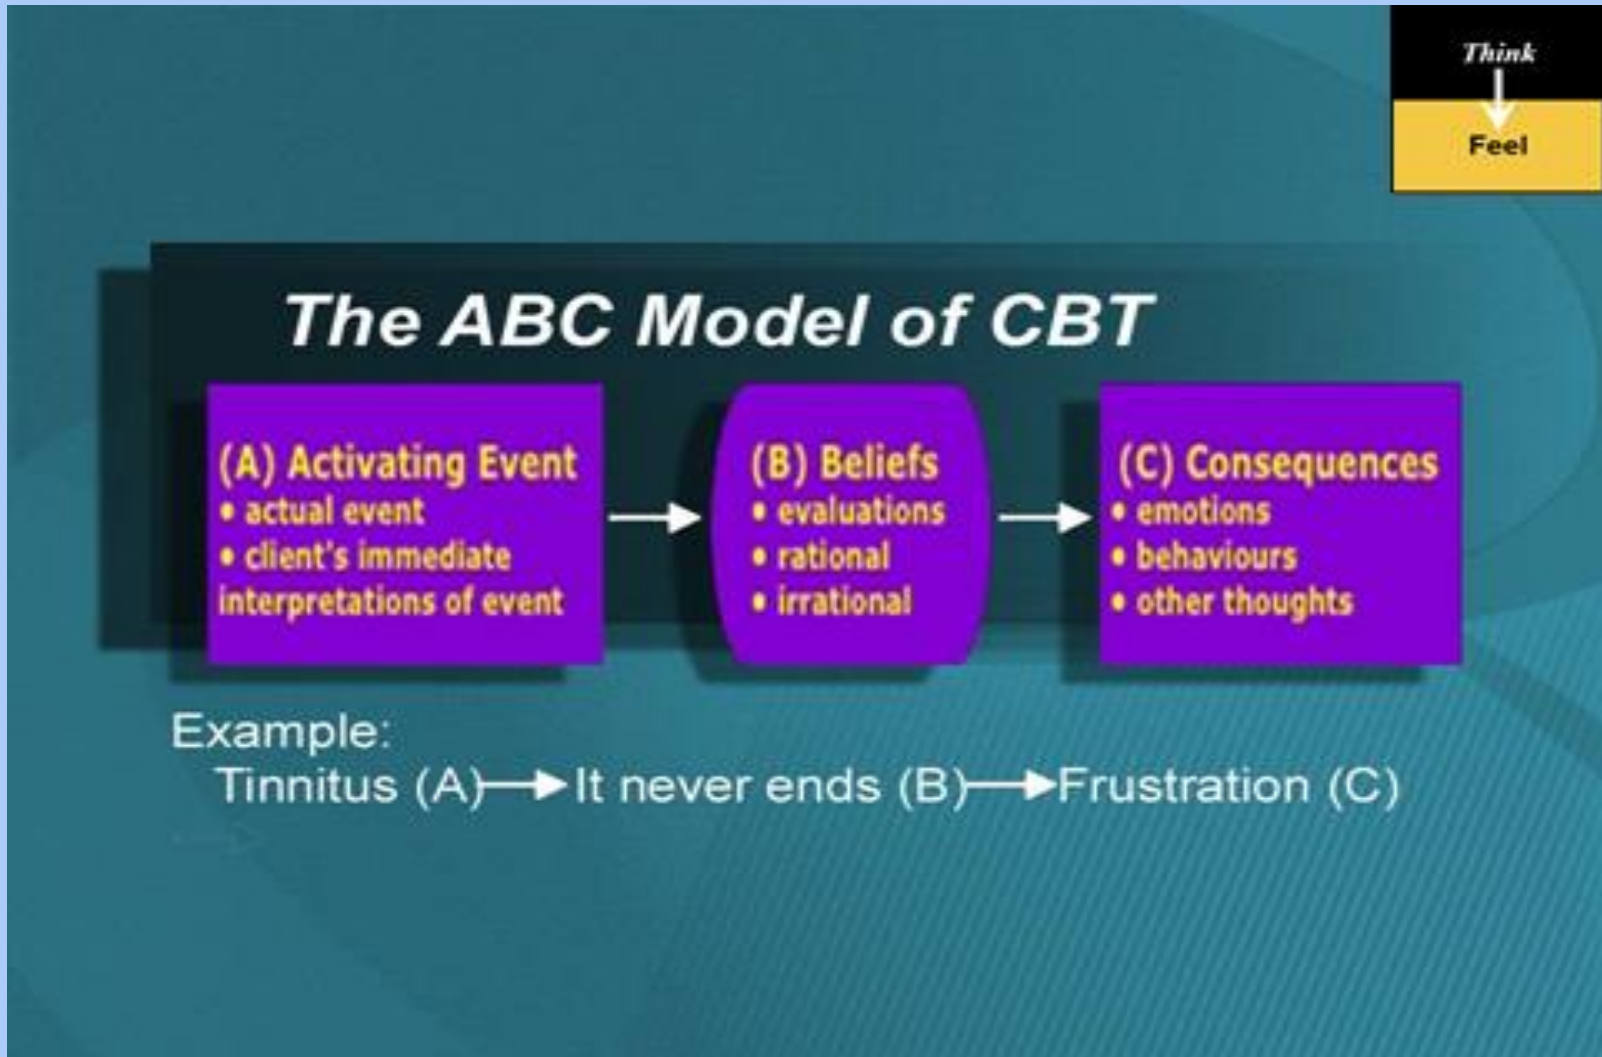 Think
Feel
The ABC Model of CBT
(A) Activating Event
• actual event
• client's immediate
interpretations of event
(B) Beliefs
• evaluations
• rational
• irrational
(C) Consequences
• emotions
• behaviours
• other thoughts
Example:
Tinnitus (A)→It never ends (B)→Frustration (C)